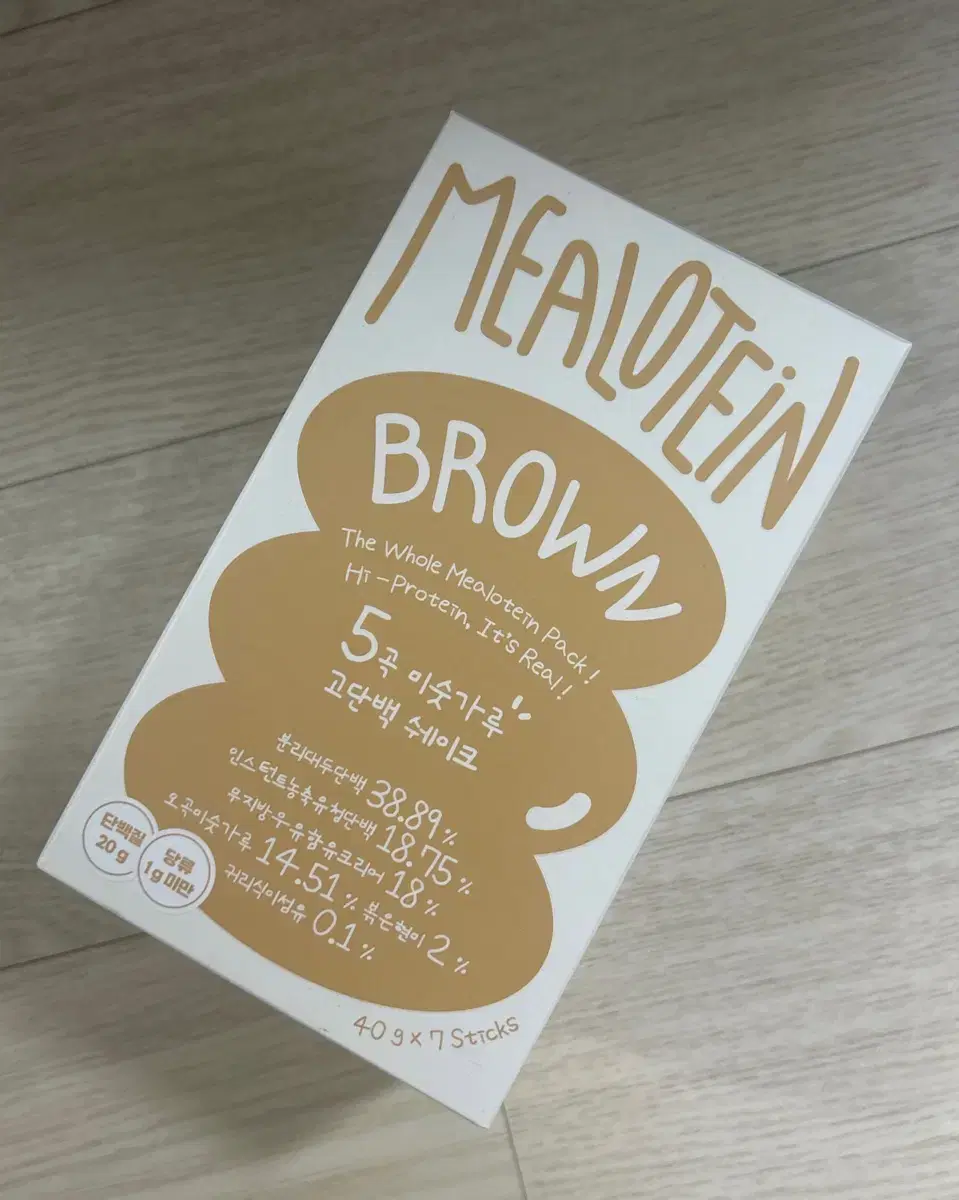 MEALOTEIN
BROWN
The Whole Mealotein Pack!
Hi-Protein, It's Real!
5곡 미숫가루
고단백 쉐이크
분리대두단백 38.89%
인스턴트농축유청단백 18.75%
무지방우유함유크리머 18%
오곡미숫가루 14.51% 볶은현미 2%
귀리식이섬유 0.1%
단백질
20g
당류
1g 미만
40g x 7 Sticks